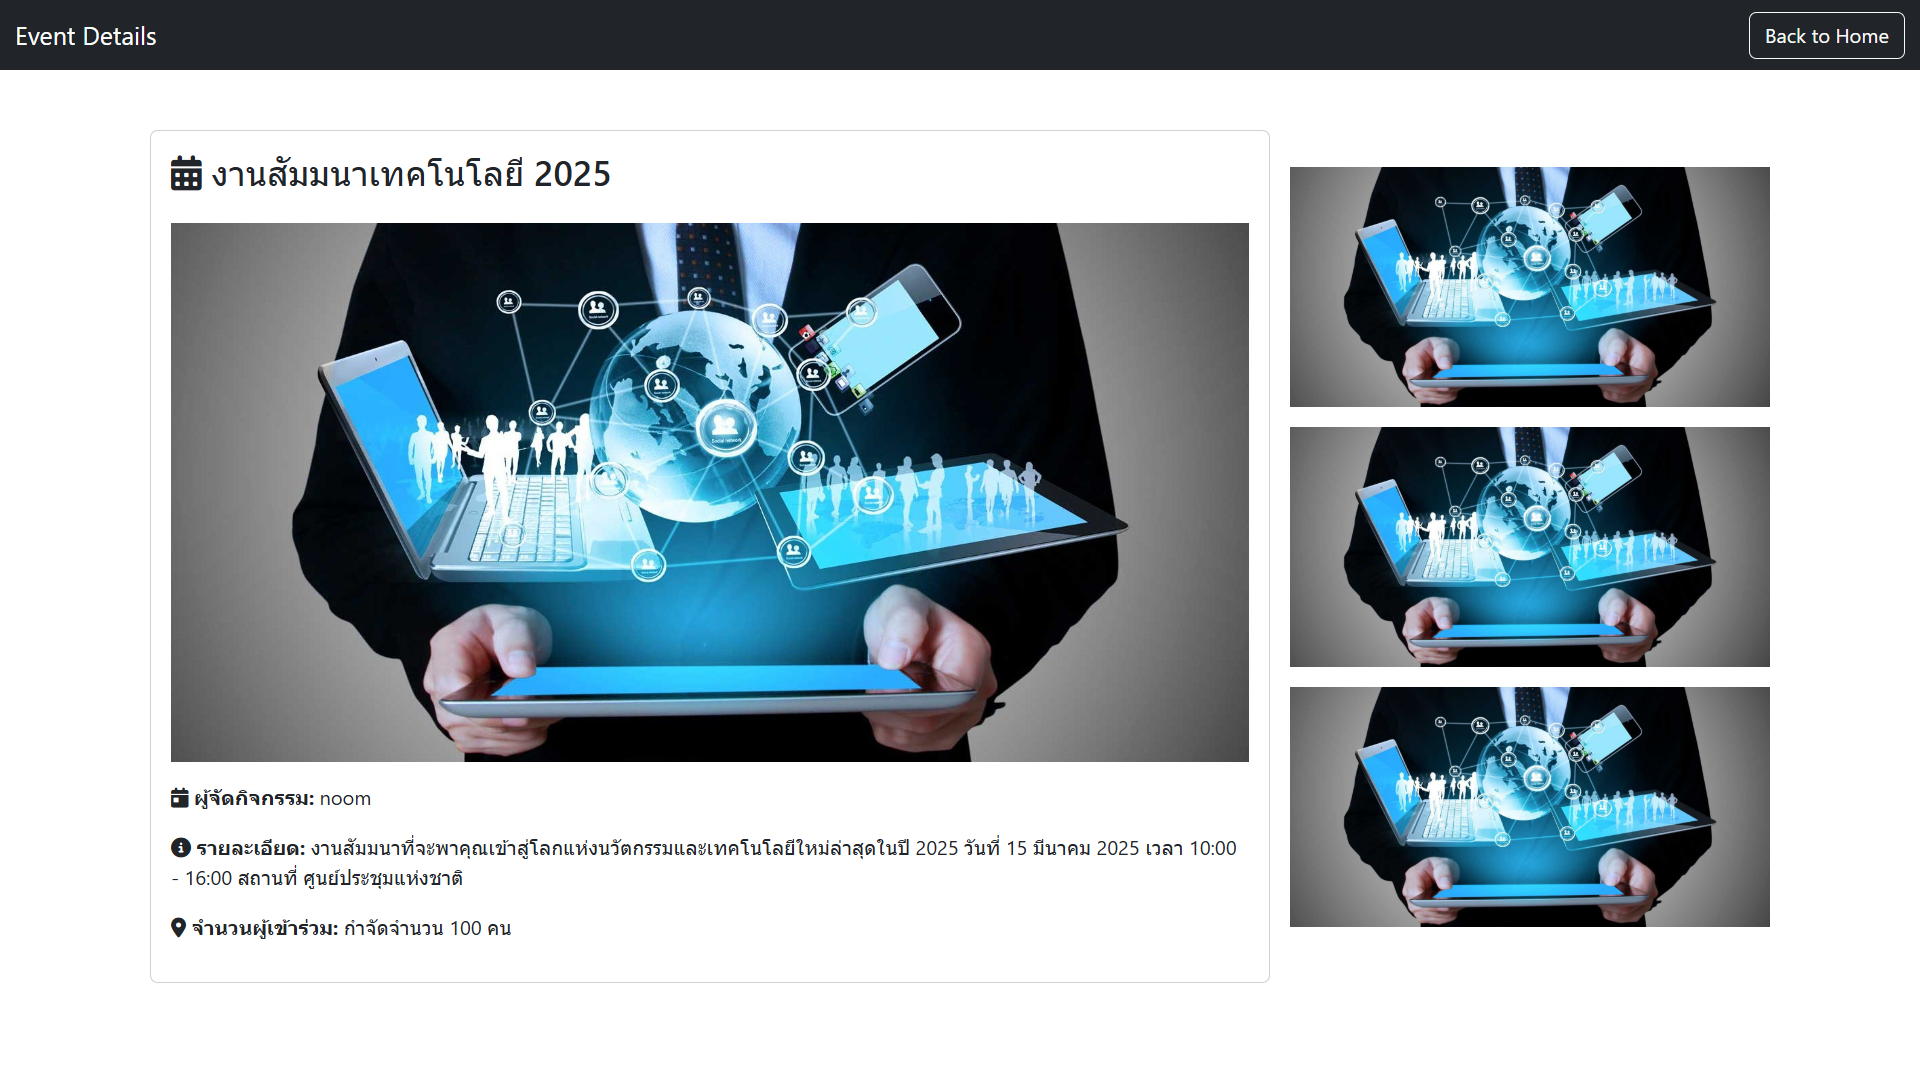 Event Details
Back to Home
งานสัมมนาเทคโนโลยี 2025
Social network
ผู้จัดกิจกรรม: noom
รายละเอียด: งานสัมมนาที่จะพาคุณเข้าสู่โลกแห่งนวัตกรรมและเทคโนโลยีใหม่ล่าสุดในปี 2025 วันที่ 15 มีนาคม 2025 เวลา 10:00
- 16:00 สถานที่ ศูนย์ประชุมแห่งชาติ
จำนวนผู้เข้าร่วม: กำจัดจำนวน 100 คน